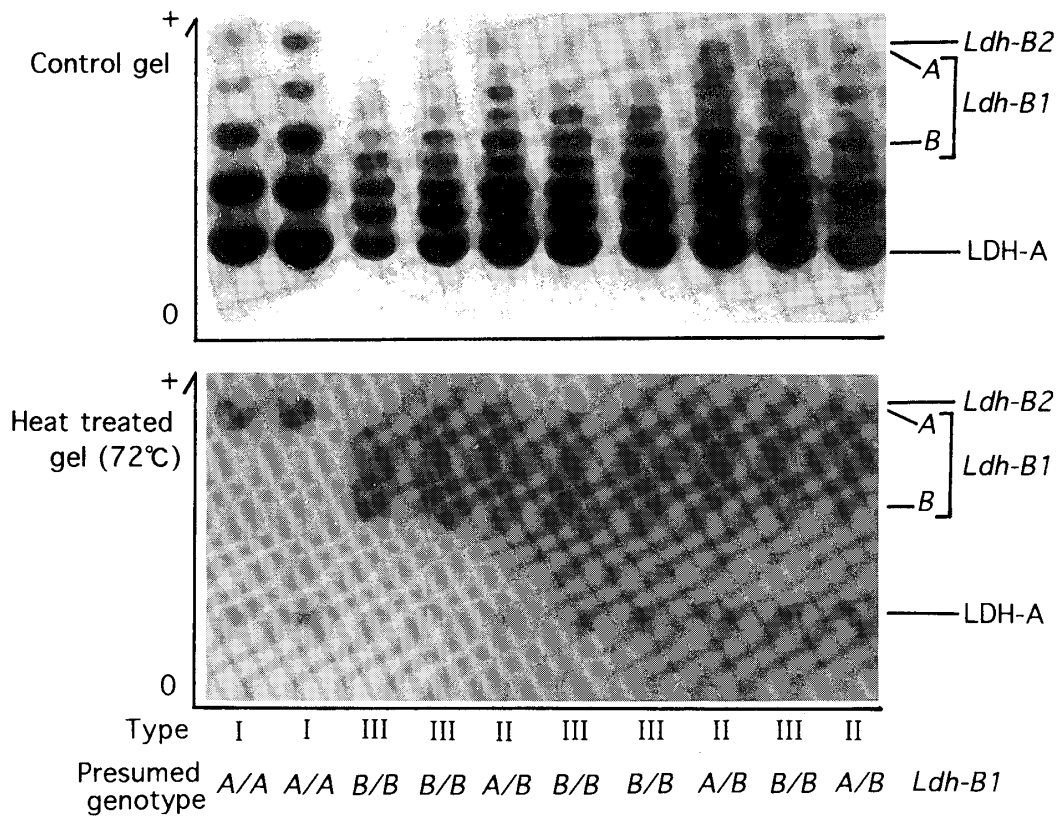 +
Control gel
0
Ldh-B2
A
Ldh-B1
B
LDH-A
+
Heat treated
gel (72℃)
0
Ldh-B2
A
Ldh-B1
B
LDH-A
Type I I III III II III III II III II
Presumed
genotype A/A A/A B/B B/B A/B B/B B/B A/B B/B A/B Ldh-B1